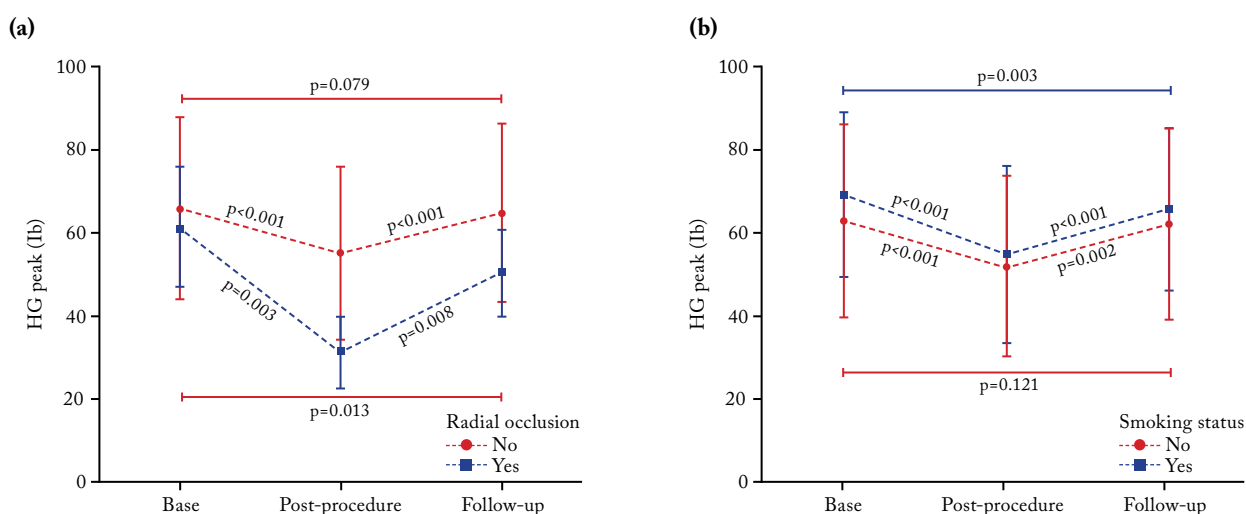 (a)
100
80
60
40
20
0
HG peak (Ib)
p=0.079
p<0.001
p<0.001
p=0.003
p=0.008
p=0.013
Radial occlusion
No
Yes
Base
Post-procedure
Follow-up
(b)
100
80
60
40
20
0
HG peak (Ib)
p=0.003
p<0.001
p<0.001
p<0.001
p=0.002
p=0.121
Smoking status
No
Yes
Base
Post-procedure
Follow-up